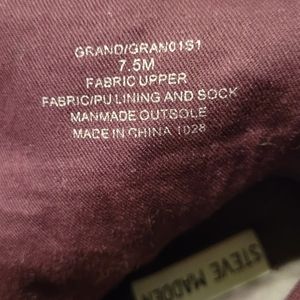 GRAND/GRAN01S1
7.5M
FABRIC UPPER
FABRIC/PU LINING AND SOCK
MANMADE OUTSOLE
MADE IN CHINA 1028
STEVE MADDEN